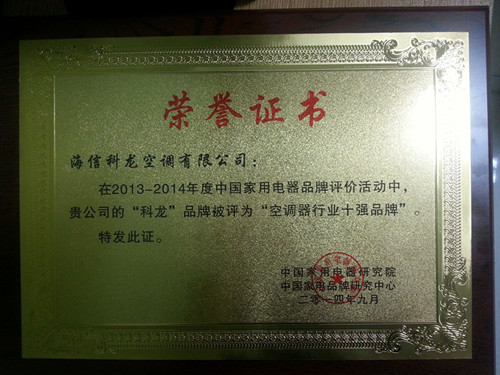 荣誉证书
海信科龙空调有限公司：
在2013-2014年度中国家用电器品牌评价活动中，
贵公司的“科龙”品牌被评为“空调器行业十强品牌”。
特发此证。
中国家用电器研究院
中国家用品牌研究中心
二零一四年九月